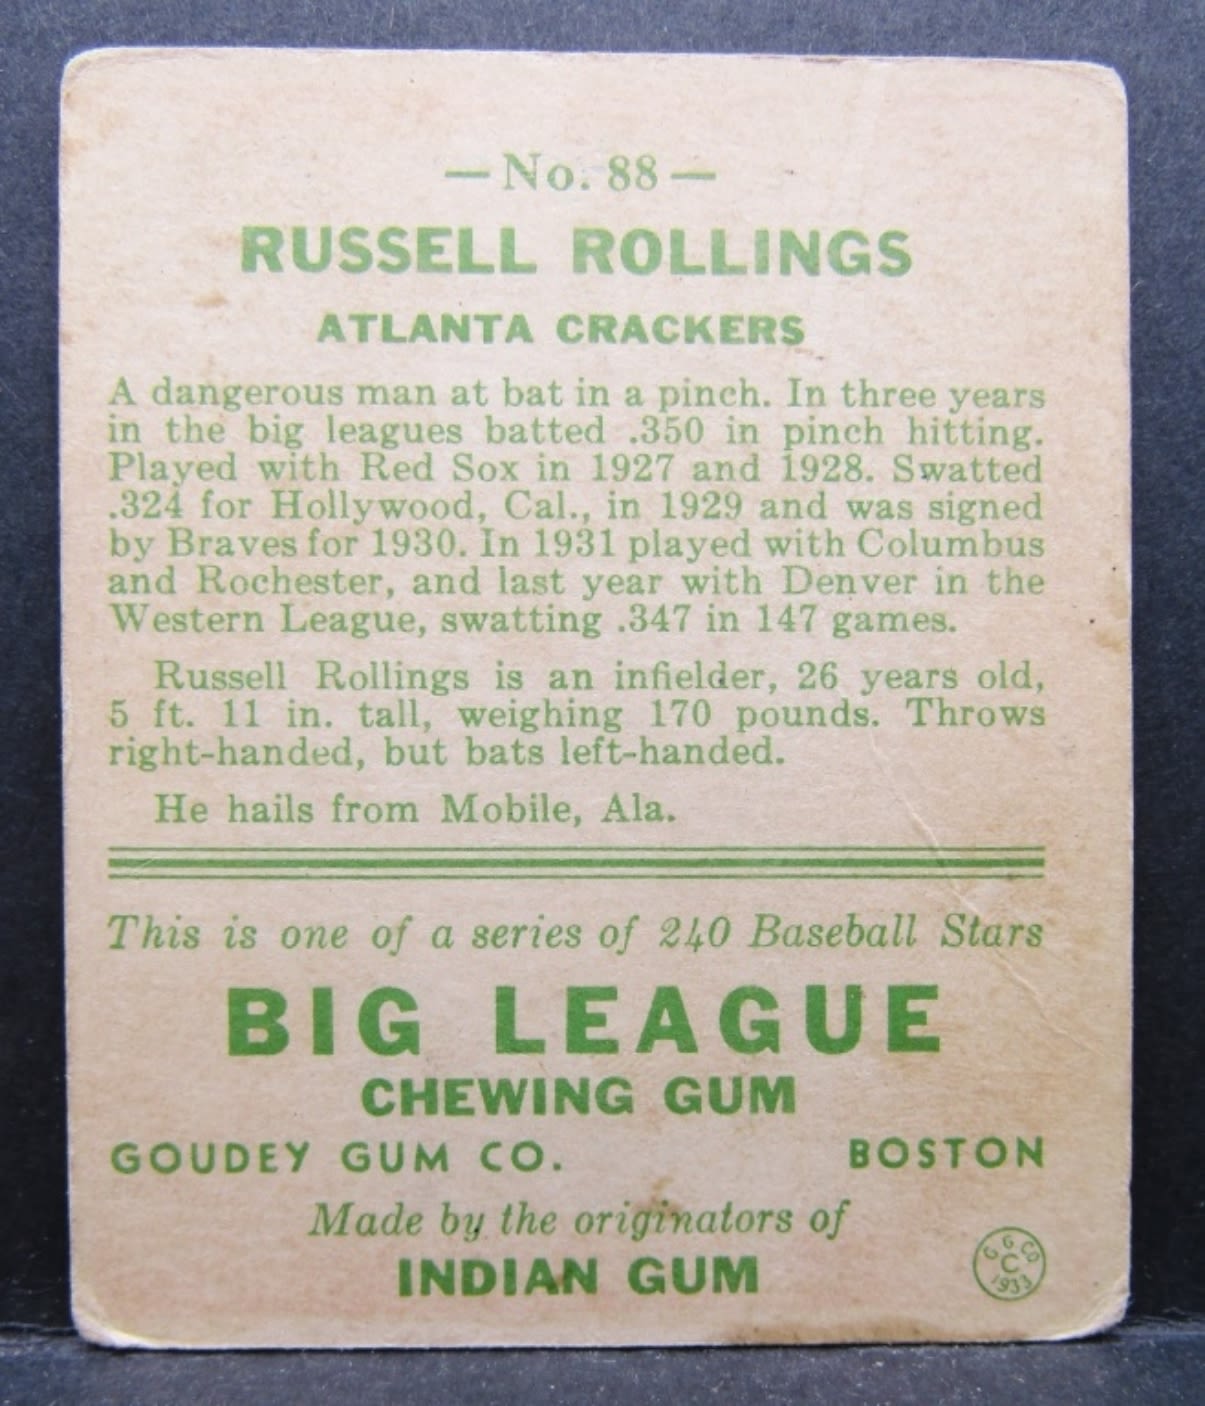 —No. 88—
RUSSELL ROLLINGS
ATLANTA CRACKERS
A dangerous man at bat in a pinch. In three years
in the big leagues batted .350 in pinch hitting.
Played with Red Sox in 1927 and 1928. Swatted
.324 for Hollywood, Cal., in 1929 and was signed
by Braves for 1930. In 1931 played with Columbus
and Rochester, and last year with Denver in the
Western League, swatting .347 in 147 games.
Russell Rollings is an infielder, 26 years old,
5 ft. 11 in. tall, weighing 170 pounds. Throws
right-handed, but bats left-handed.
He hails from Mobile, Ala.
This is one of a series of 240 Baseball Stars
BIG LEAGUE
CHEWING GUM
GOUDEY GUM CO. BOSTON
Made by the originators of
INDIAN GUM
G G CO
C
1933